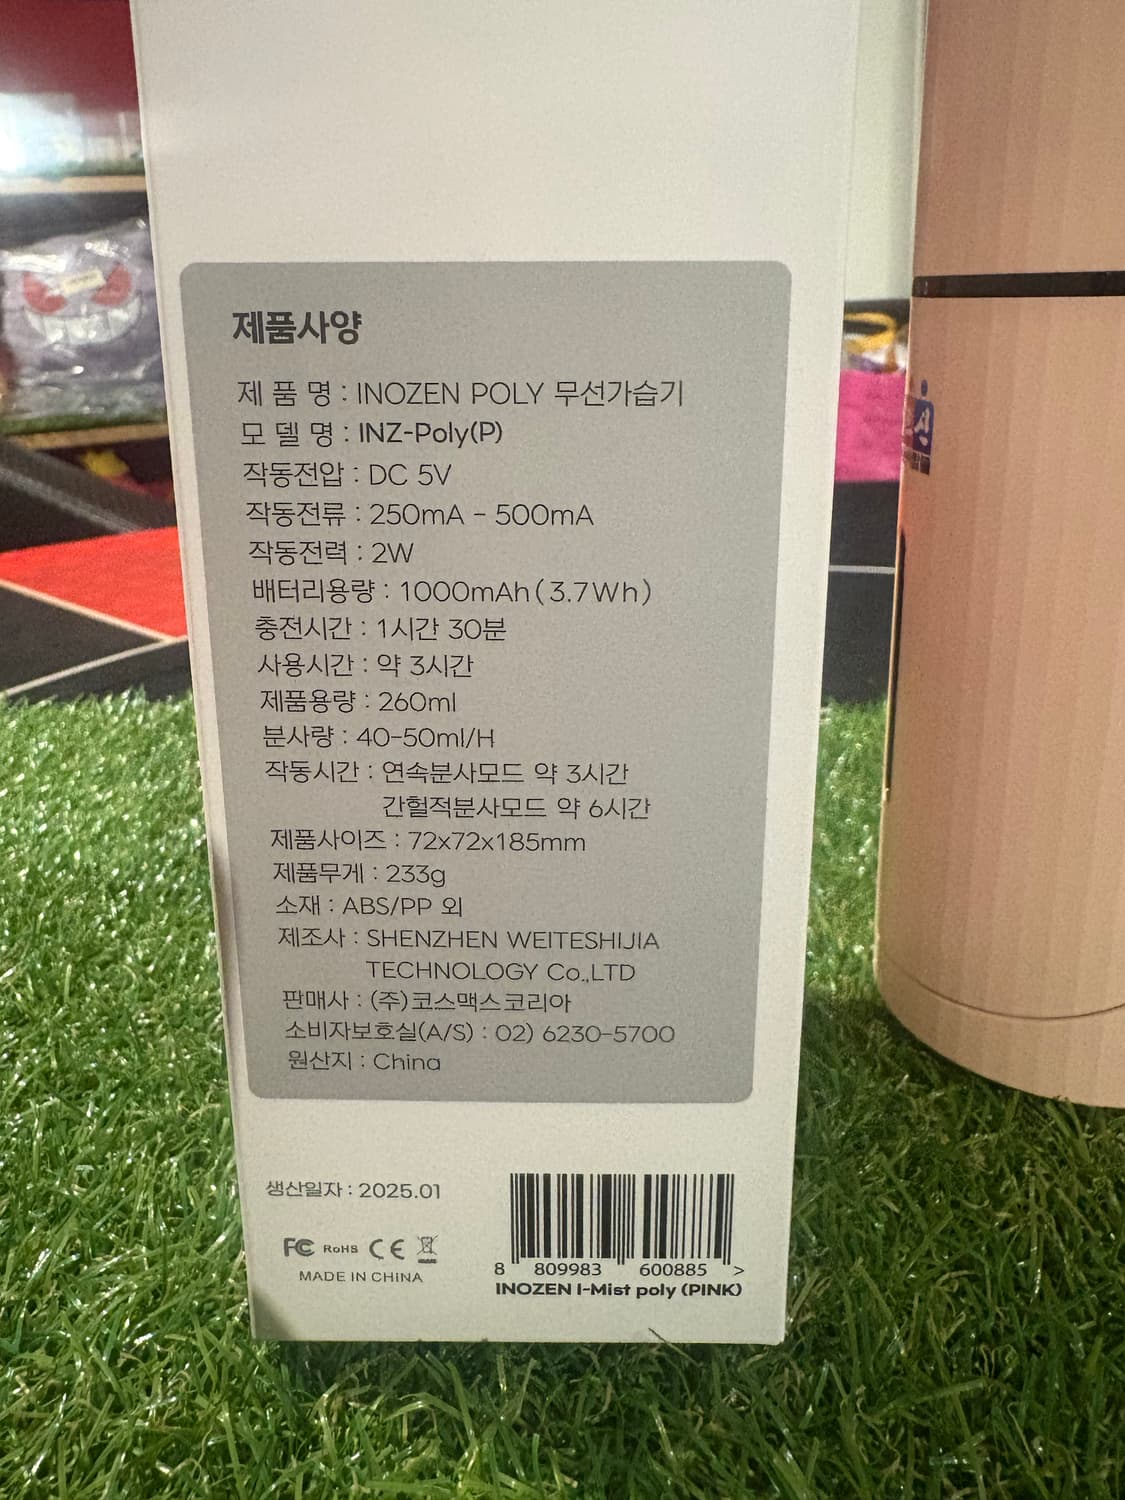 제품사양
제 품 명 : INOZEN POLY 무선가습기
모 델 명 : INZ-Poly(P)
작동전압 : DC 5V
작동전류 : 250mA - 500mA
작동전력 : 2W
배터리용량 : 1000mAh(3.7Wh)
충전시간 : 1시간 30분
사용시간 : 약 3시간
제품용량 : 260ml
분사량 : 40-50ml/H
작동시간 : 연속분사모드 약 3시간
간헐적분사모드 약 6시간
제품사이즈 : 72x72x185mm
제품무게 : 233g
소재 : ABS/PP 외
제조사 : SHENZHEN WEITESHIJIA
TECHNOLOGY Co.,LTD
판매사 : (주)코스맥스코리아
소비자보호실(A/S) : 02) 6230-5700
원산지 : China
생산일자 : 2025.01
FC RoHS CE
MADE IN CHINA
8 809983 600885 >
INOZEN I-Mist poly (PINK)